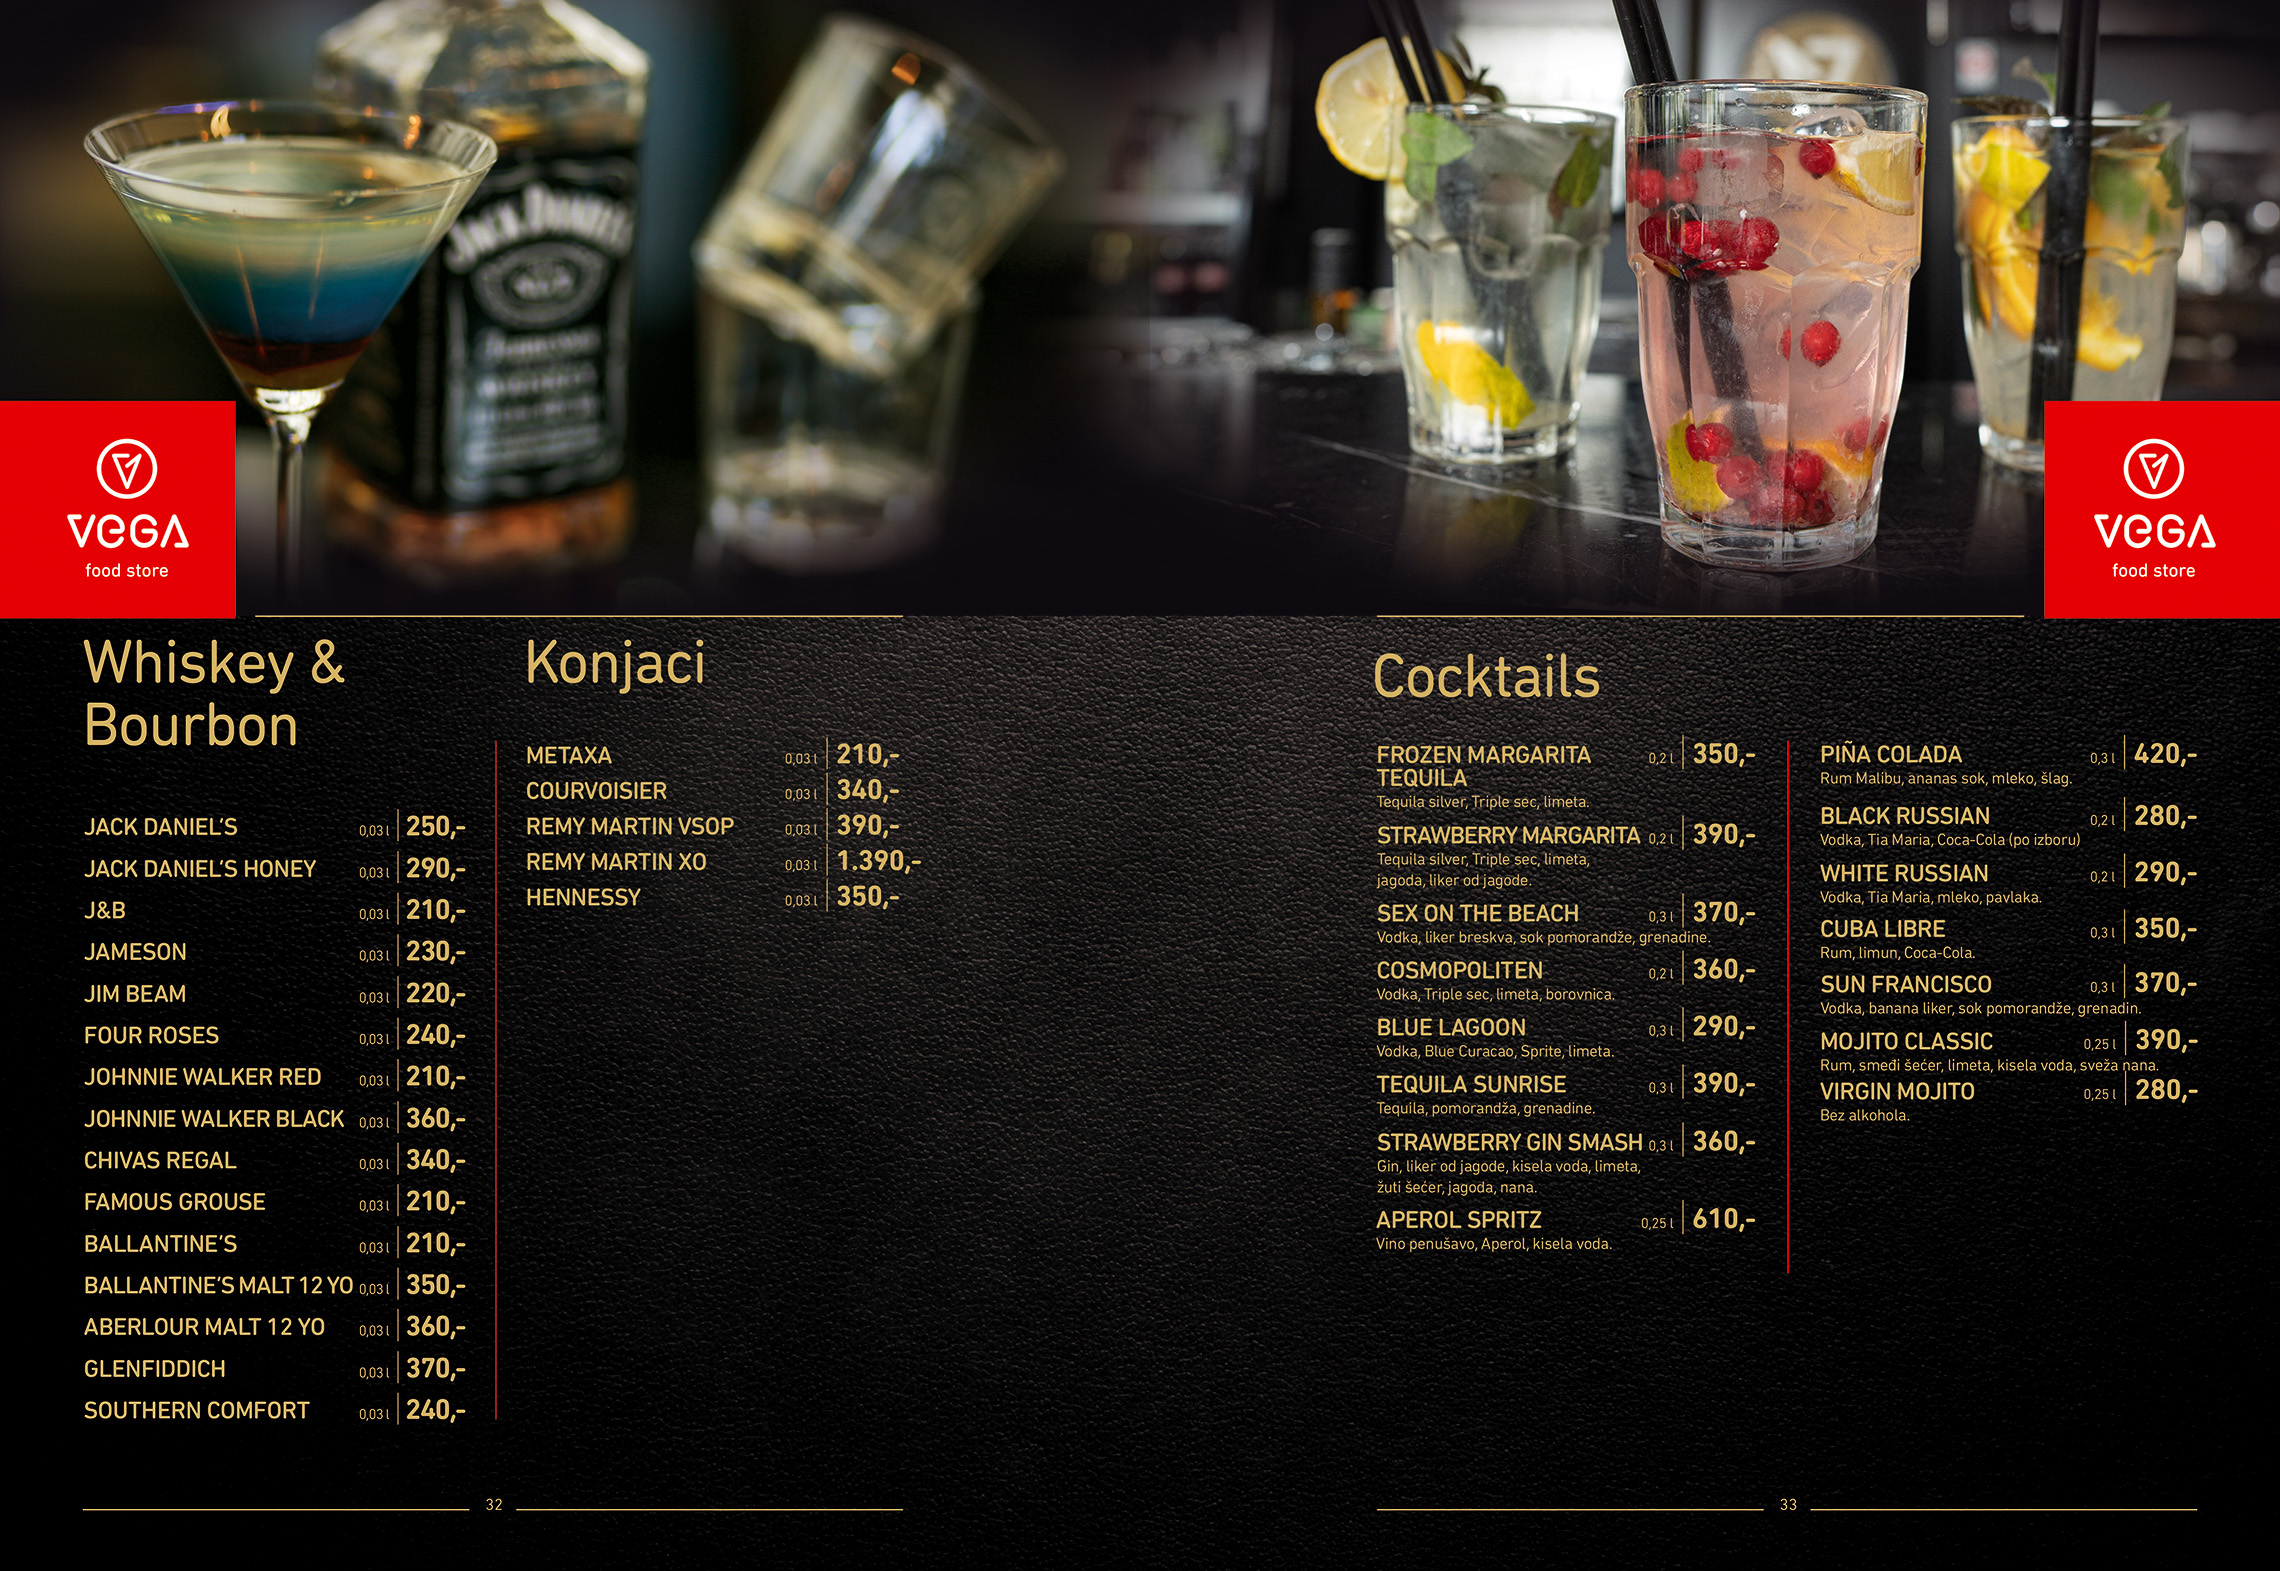 JACK DANIEL'S
VEGA
food store
VEGA
food store
Whiskey &
Bourbon
JACK DANIEL'S 0,03 l 250,-
JACK DANIEL'S HONEY 0,03 l 290,-
J&B 0,03 l 210,-
JAMESON 0,03 l 230,-
JIM BEAM 0,03 l 220,-
FOUR ROSES 0,03 l 240,-
JOHNNIE WALKER RED 0,03 l 210,-
JOHNNIE WALKER BLACK 0,03 l 360,-
CHIVAS REGAL 0,03 l 340,-
FAMOUS GROUSE 0,03 l 210,-
BALLANTINE'S 0,03 l 210,-
BALLANTINE'S MALT 12 YO 0,03 l 350,-
ABERLOUR MALT 12 YO 0,03 l 360,-
GLENFIDDICH 0,03 l 370,-
SOUTHERN COMFORT 0,03 l 240,-
Konjaci
METAXA 0,03 l 210,-
COURVOISIER 0,03 l 340,-
REMY MARTIN VSOP 0,03 l 390,-
REMY MARTIN XO 0,03 l 1.390,-
HENNESSY 0,03 l 350,-
32
Cocktails
FROZEN MARGARITA 0,2 l 350,-
TEQUILA
Tequila silver, Triple sec, limeta.
STRAWBERRY MARGARITA 0,2 l 390,-
Tequila silver, Triple sec, limeta,
jagoda, liker od jagode.
SEX ON THE BEACH 0,3 l 370,-
Vodka, liker breskva, sok pomorandže, grenadine.
COSMOPOLITEN 0,2 l 360,-
Vodka, Triple sec, limeta, borovnica.
BLUE LAGOON 0,3 l 290,-
Vodka, Blue Curacao, Sprite, limeta.
TEQUILA SUNRISE 0,3 l 390,-
Tequila, pomorandža, grenadine.
STRAWBERRY GIN SMASH 0,3 l 360,-
Gin, liker od jagode, kisela voda, limeta,
žuti šećer, jagoda, nana.
APEROL SPRITZ 0,25 l 610,-
Vino penušavo, Aperol, kisela voda.
PIÑA COLADA 0,3 l 420,-
Rum Malibu, ananas sok, mleko, šlag.
BLACK RUSSIAN 0,2 l 280,-
Vodka, Tia Maria, Coca-Cola (po izboru)
WHITE RUSSIAN 0,2 l 290,-
Vodka, Tia Maria, mleko, pavlaka.
CUBA LIBRE 0,3 l 350,-
Rum, limun, Coca-Cola.
SUN FRANCISCO 0,3 l 370,-
Vodka, banana liker, sok pomorandže, grenadin.
MOJITO CLASSIC 0,25 l 390,-
Rum, smeđi šećer, limeta, kisela voda, sveža nana.
VIRGIN MOJITO 0,25 l 280,-
Bez alkohola.
33